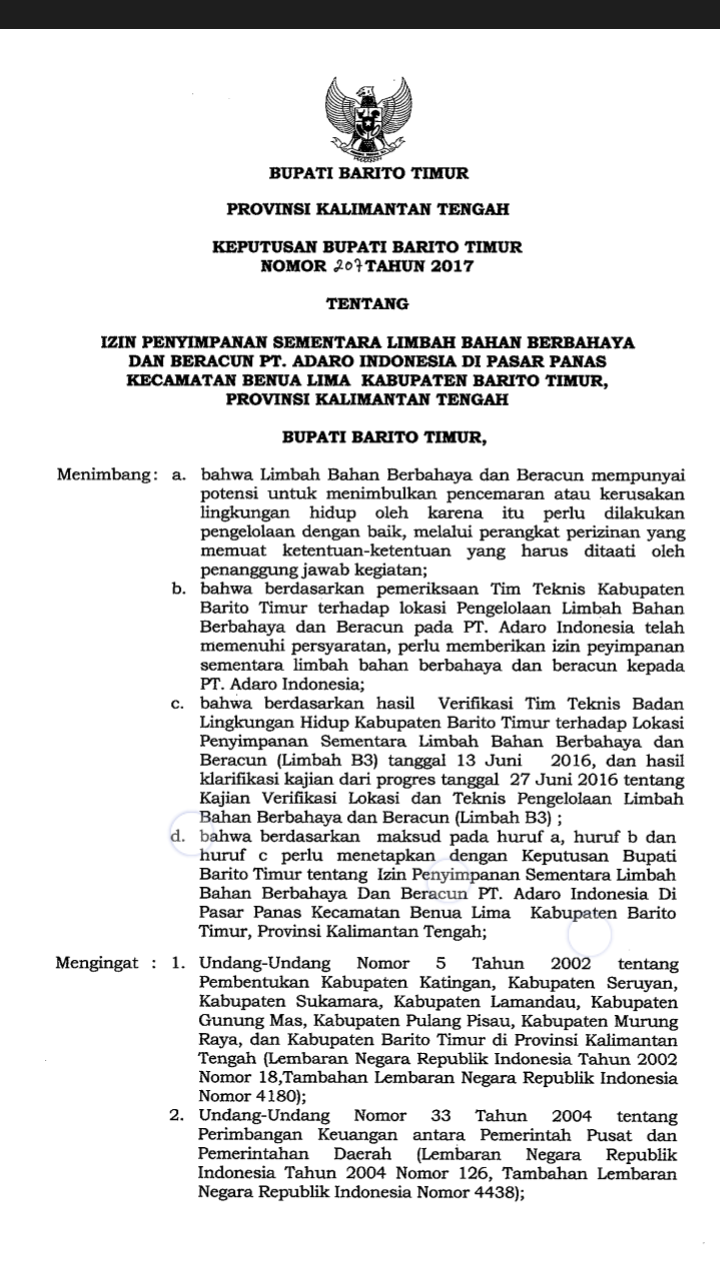 BUPATI BARITO TIMUR
PROVINSI KALIMANTAN TENGAH
KEPUTUSAN BUPATI BARITO TIMUR
NOMOR 207 TAHUN 2017
TENTANG
IZIN PENYIMPANAN SEMENTARA LIMBAH BAHAN BERBAHAYA
DAN BERACUN PT. ADARO INDONESIA DI PASAR PANAS
KECAMATAN BENUA LIMA KABUPATEN BARITO TIMUR,
PROVINSI KALIMANTAN TENGAH
BUPATI BARITO TIMUR,
Menimbang : a. bahwa Limbah Bahan Berbahaya dan Beracun mempunyai
potensi untuk menimbulkan pencemaran atau kerusakan
lingkungan hidup oleh karena itu perlu dilakukan
pengelolaan dengan baik, melalui perangkat perizinan yang
memuat ketentuan-ketentuan yang harus ditaati oleh
penanggung jawab kegiatan;
b. bahwa berdasarkan pemeriksaan Tim Teknis Kabupaten
Barito Timur terhadap lokasi Pengelolaan Limbah Bahan
Berbahaya dan Beracun pada PT. Adaro Indonesia telah
memenuhi persyaratan, perlu memberikan izin peyimpanan
sementara limbah bahan berbahaya dan beracun kepada
PT. Adaro Indonesia;
c. bahwa berdasarkan hasil Verifikasi Tim Teknis Badan
Lingkungan Hidup Kabupaten Barito Timur terhadap Lokasi
Penyimpanan Sementara Limbah Bahan Berbahaya dan
Beracun (Limbah B3) tanggal 13 Juni 2016, dan hasil
klarifikasi kajian dari progres tanggal 27 Juni 2016 tentang
Kajian Verifikasi Lokasi dan Teknis Pengelolaan Limbah
Bahan Berbahaya dan Beracun (Limbah B3) ;
d. bahwa berdasarkan maksud pada huruf a, huruf b dan
huruf c perlu menetapkan dengan Keputusan Bupati
Barito Timur tentang Izin Penyimpanan Sementara Limbah
Bahan Berbahaya Dan Beracun PT. Adaro Indonesia Di
Pasar Panas Kecamatan Benua Lima Kabupaten Barito
Timur, Provinsi Kalimantan Tengah;
Mengingat : 1. Undang-Undang Nomor 5 Tahun 2002 tentang
Pembentukan Kabupaten Katingan, Kabupaten Seruyan,
Kabupaten Sukamara, Kabupaten Lamandau, Kabupaten
Gunung Mas, Kabupaten Pulang Pisau, Kabupaten Murung
Raya, dan Kabupaten Barito Timur di Provinsi Kalimantan
Tengah (Lembaran Negara Republik Indonesia Tahun 2002
Nomor 18,Tambahan Lembaran Negara Republik Indonesia
Nomor 4180);
2. Undang-Undang Nomor 33 Tahun 2004 tentang
Perimbangan Keuangan antara Pemerintah Pusat dan
Pemerintahan Daerah (Lembaran Negara Republik
Indonesia Tahun 2004 Nomor 126, Tambahan Lembaran
Negara Republik Indonesia Nomor 4438);